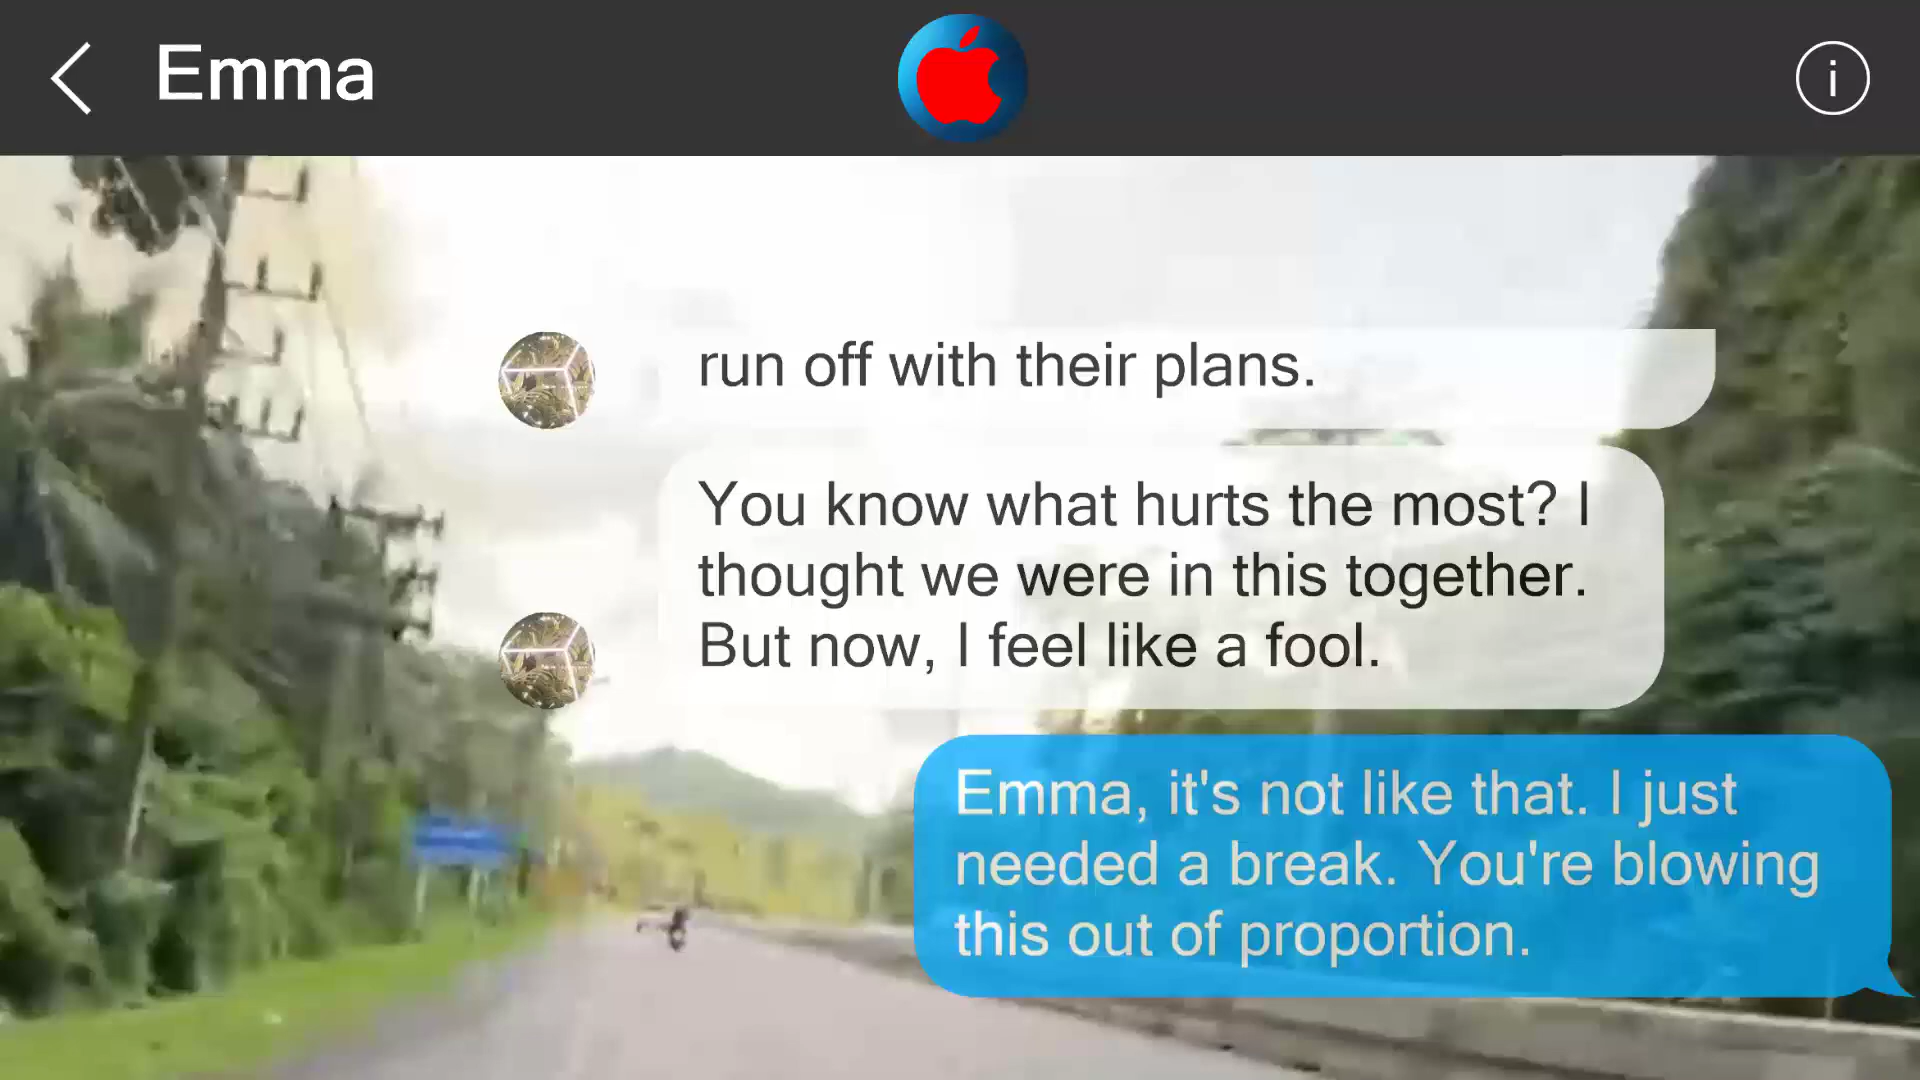 Emma
i
run off with their plans.
You know what hurts the most? I
thought we were in this together.
But now, I feel like a fool.
Emma, it's not like that. I just
needed a break. You're blowing
this out of proportion.